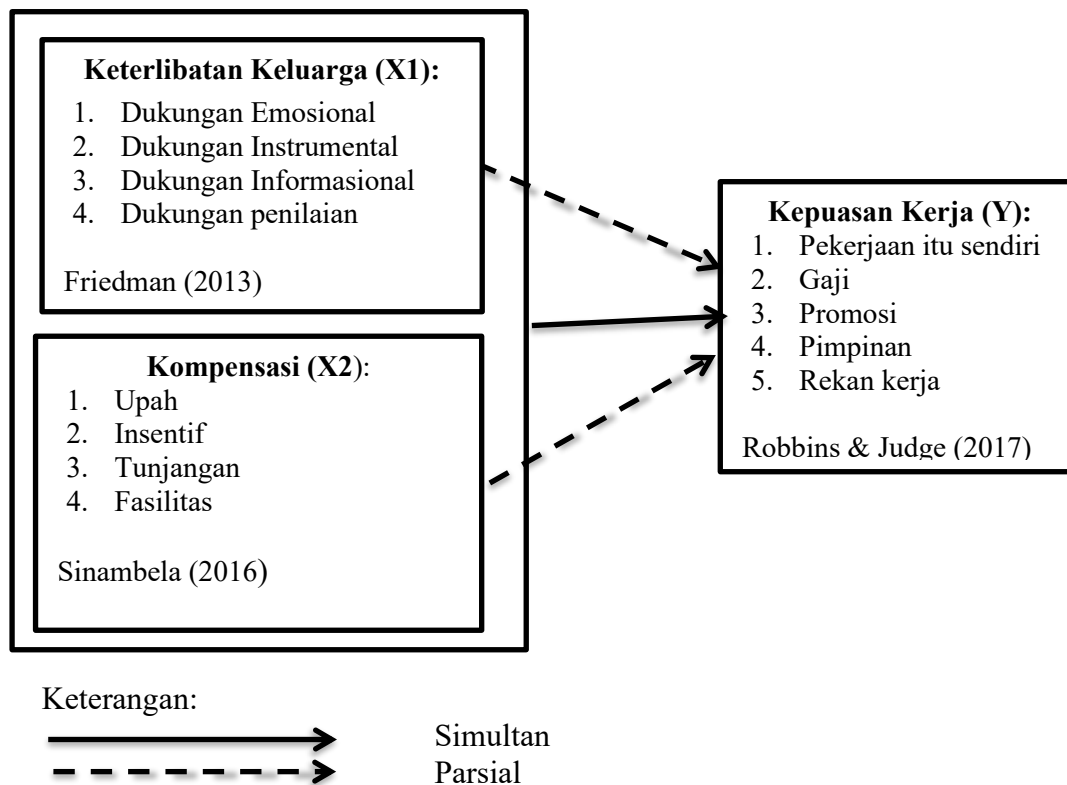 Keterlibatan Keluarga (X1):
1. Dukungan Emosional
2. Dukungan Instrumental
3. Dukungan Informasional
4. Dukungan penilaian
Friedman (2013)
Kompensasi (X2):
1. Upah
2. Insentif
3. Tunjangan
4. Fasilitas
Sinambela (2016)
Kepuasan Kerja (Y):
1. Pekerjaan itu sendiri
2. Gaji
3. Promosi
4. Pimpinan
5. Rekan kerja
Robbins & Judge (2017)
Keterangan:
Simultan
Parsial